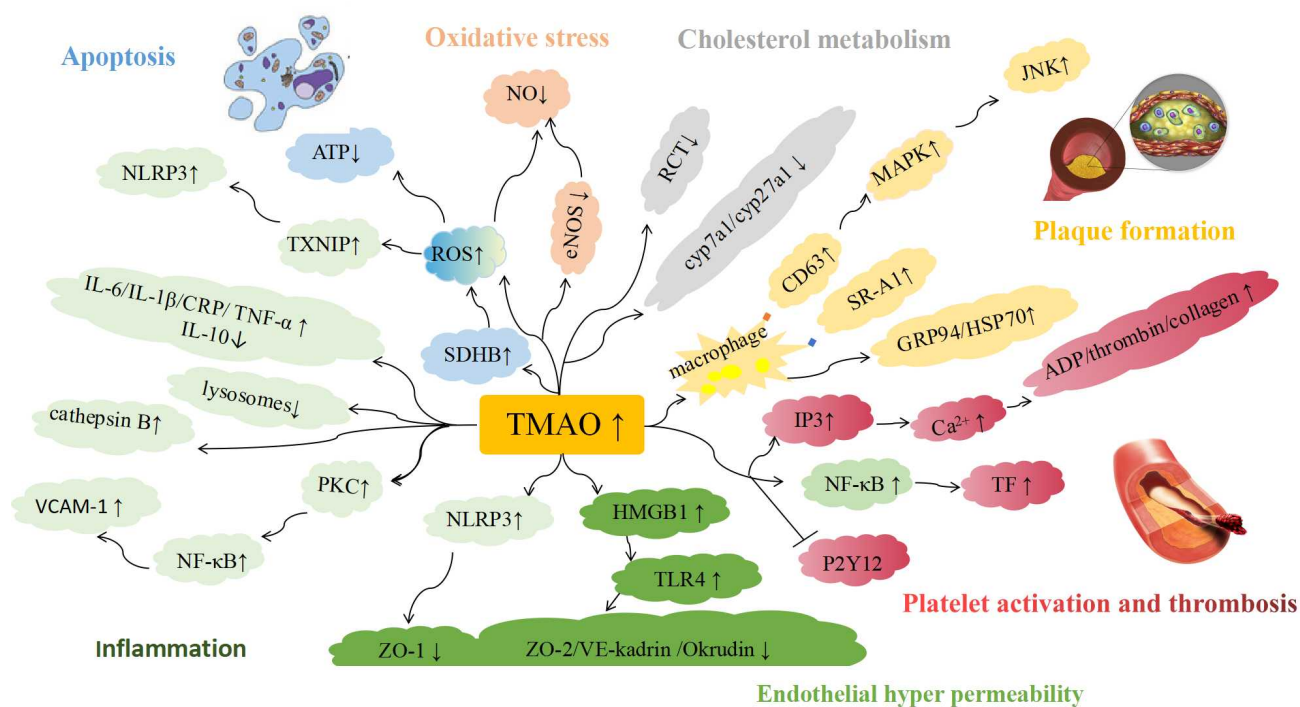 Apoptosis
Oxidative stress
Cholesterol metabolism
JNK↑
NO↓
RCT↓
ATP↓
MAPK↑
NLRP3↑
cyp7a1/cyp27a1 ↓
eNOS↓
Plaque formation
TXNIP↑
ROS↑
CD63↑
SR-A1↑
IL-6/IL-1β/CRP/ TNF-α ↑
IL-10↓
GRP94/HSP70↑
ADP/thrombin/collagen ↑
SDHB↑
macrophage
lysosomes↓
cathepsin B↑
TMAO ↑
IP3↑
Ca²⁺ ↑
PKC↑
NF-κB ↑
TF ↑
VCAM-1 ↑
NLRP3↑
HMGB1 ↑
NF-κB↑
P2Y12
TLR4 ↑
Platelet activation and thrombosis
Inflammation
ZO-1 ↓
ZO-2/VE-kadrin /Okrudin ↓
Endothelial hyper permeability